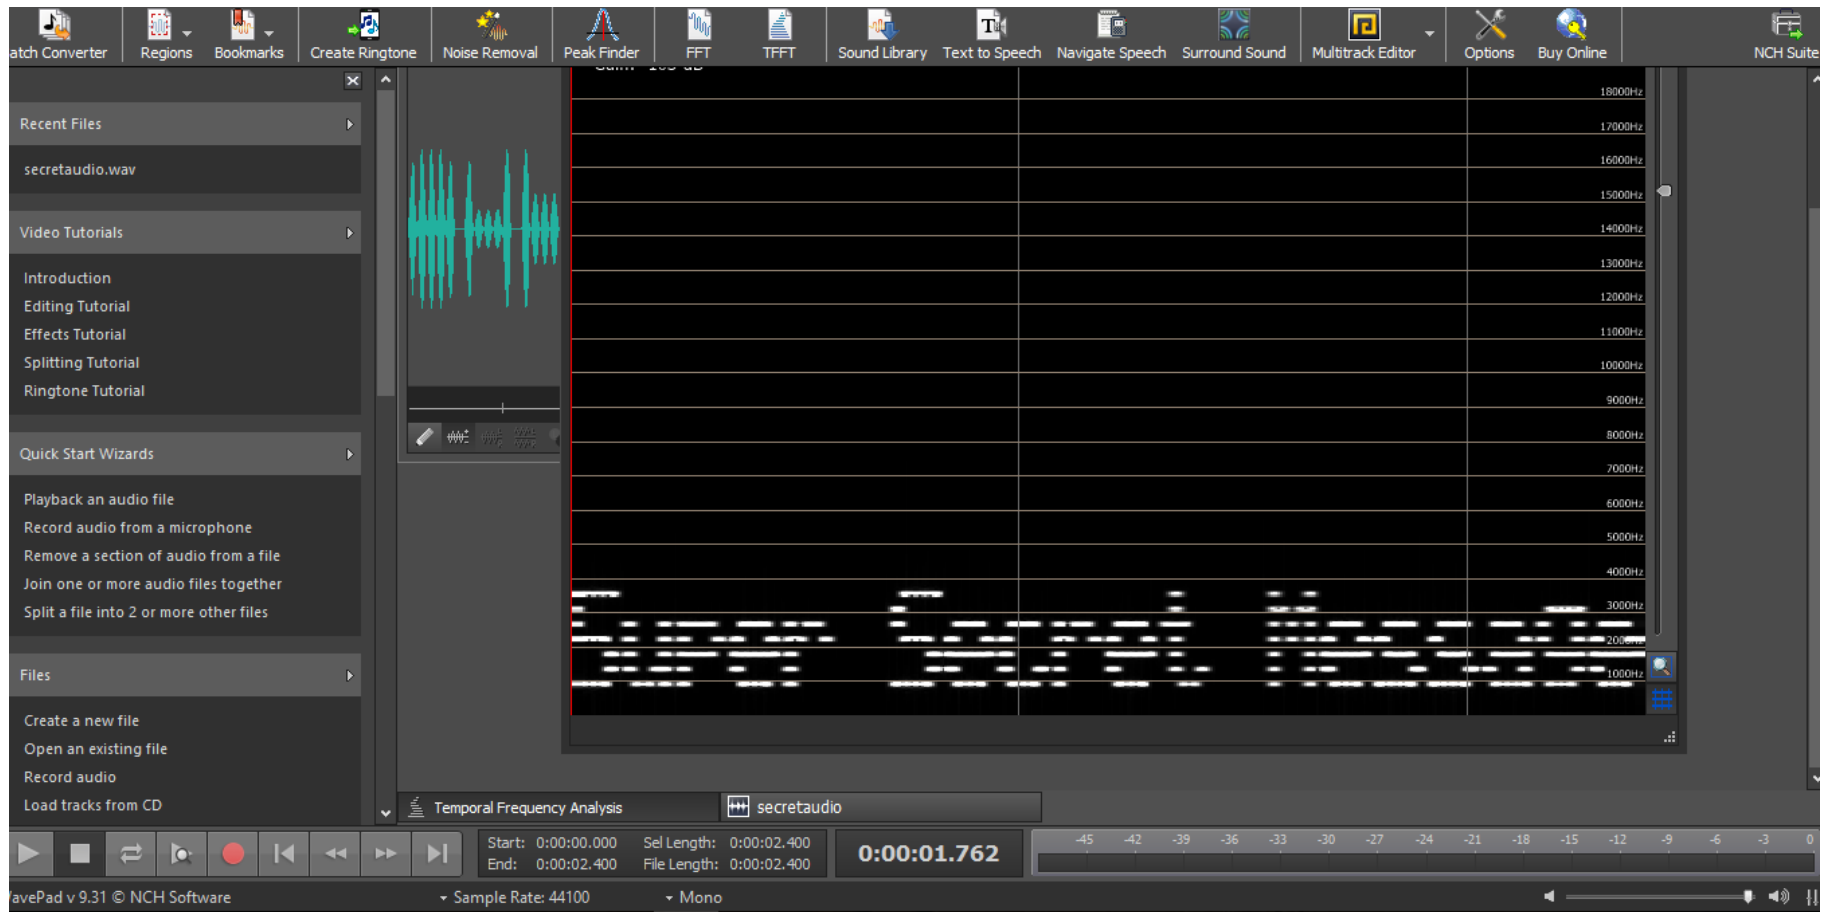 atch Converter
Regions
Bookmarks
Create Ringtone
Noise Removal
Peak Finder
FFT
TFFT
Sound Library
Text to Speech
Navigate Speech
Surround Sound
Multitrack Editor
Options
Buy Online
NCH Suite
Recent Files
secretaudio.wav
Video Tutorials
Introduction
Editing Tutorial
Effects Tutorial
Splitting Tutorial
Ringtone Tutorial
Quick Start Wizards
Playback an audio file
Record audio from a microphone
Remove a section of audio from a file
Join one or more audio files together
Split a file into 2 or more other files
Files
Create a new file
Open an existing file
Record audio
Load tracks from CD
18000Hz
17000Hz
16000Hz
15000Hz
14000Hz
13000Hz
12000Hz
11000Hz
10000Hz
9000Hz
8000Hz
7000Hz
6000Hz
5000Hz
4000Hz
3000Hz
2000Hz
1000Hz
Temporal Frequency Analysis
secretaudio
Start: 0:00:00.000 Sel Length: 0:00:02.400
End: 0:00:02.400 File Length: 0:00:02.400
0:00:01.762
-45 -42 -39 -36 -33 -30 -27 -24 -21 -18 -15 -12 -9 -6 -3 0
avePad v 9.31 © NCH Software
Sample Rate: 44100
Mono